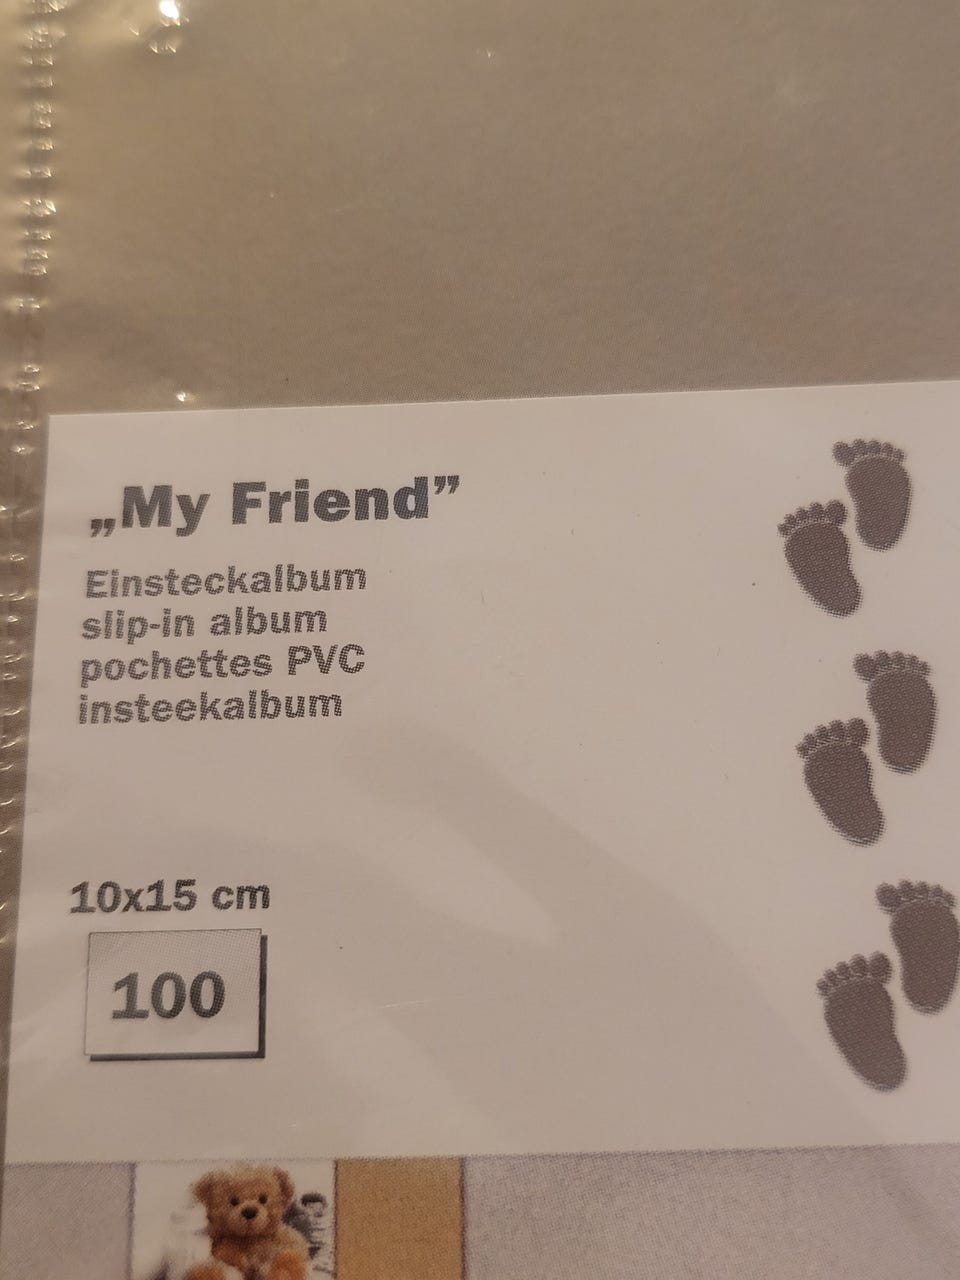 „My Friend”
Einsteckalbum
slip-in album
pochettes PVC
insteekalbum
10x15 cm
100